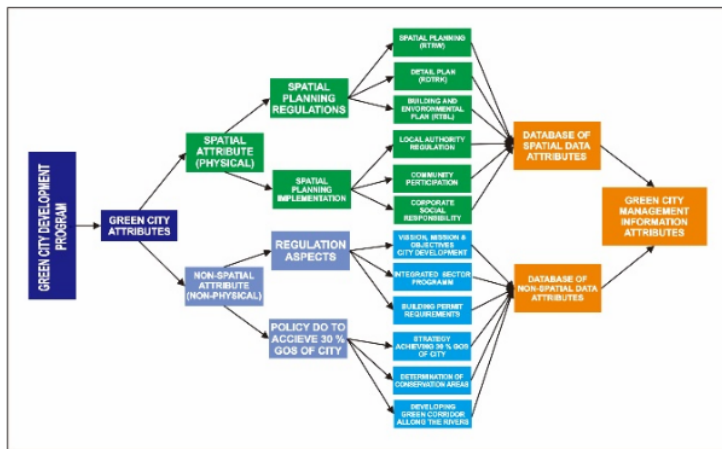 GREEN CITY DEVELOPMENT
PROGRAM
GREEN CITY
ATTRIBUTES
SPATIAL
ATTRIBUTE
(PHYSICAL)
NON-SPATIAL
ATTRIBUTE
(NON-PHYSICAL)
SPATIAL
PLANNING
REGULATIONS
SPATIAL
PLANNING
IMPLEMENTATION
REGULATION
ASPECTS
POLICY DO TO
ACCIEVE 30 %
GOS OF CITY
SPATIAL PLANNING
(RTRW)
DETAIL PLAN
(RDTRK)
BUILDING AND
ENVORONMENTAL
PLAN (RTBL)
LOCAL AUTHORITY
REGULATION
COMMUNITY
PERTICIPATION
CORPORATE
SOCIAL
RESPONSIBILITY
VISSION, MISSION &
OBJECTIVES
CITY DEVELOPMENT
INTEGRATED SECTOR
PROGRAMM
BUILDING PERMIT
REQUIREMENTS
STRATEGY
ACHIEVING 30 % GOS
OF CITY
DETERMINATION OF
CONSERVATION AREAS
DEVELOPING
GREEN CORRIDOR
ALLONG THE RIVERS
DATABASE OF
SPATIAL DATA
ATTRIBUTES
DATABASE OF
NON-SPATIAL DATA
ATTRIBUTES
GREEN CITY
MANAGEMENT
INFORMATION
ATTRIBUTES